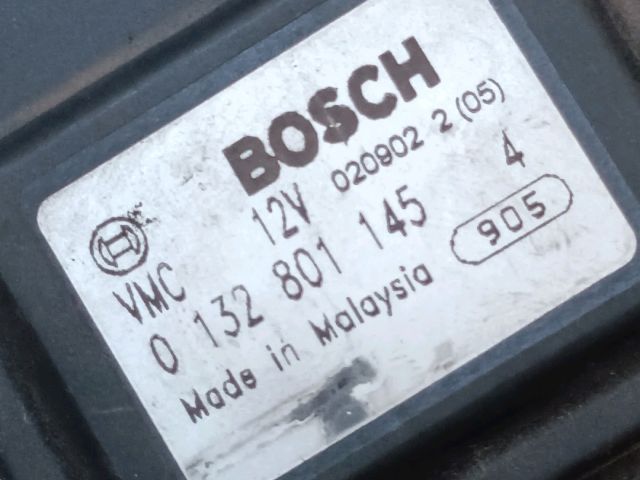 BOSCH
12V 020902 2 (05)
VMC 4
0 132 801 145 905
Made in Malaysia